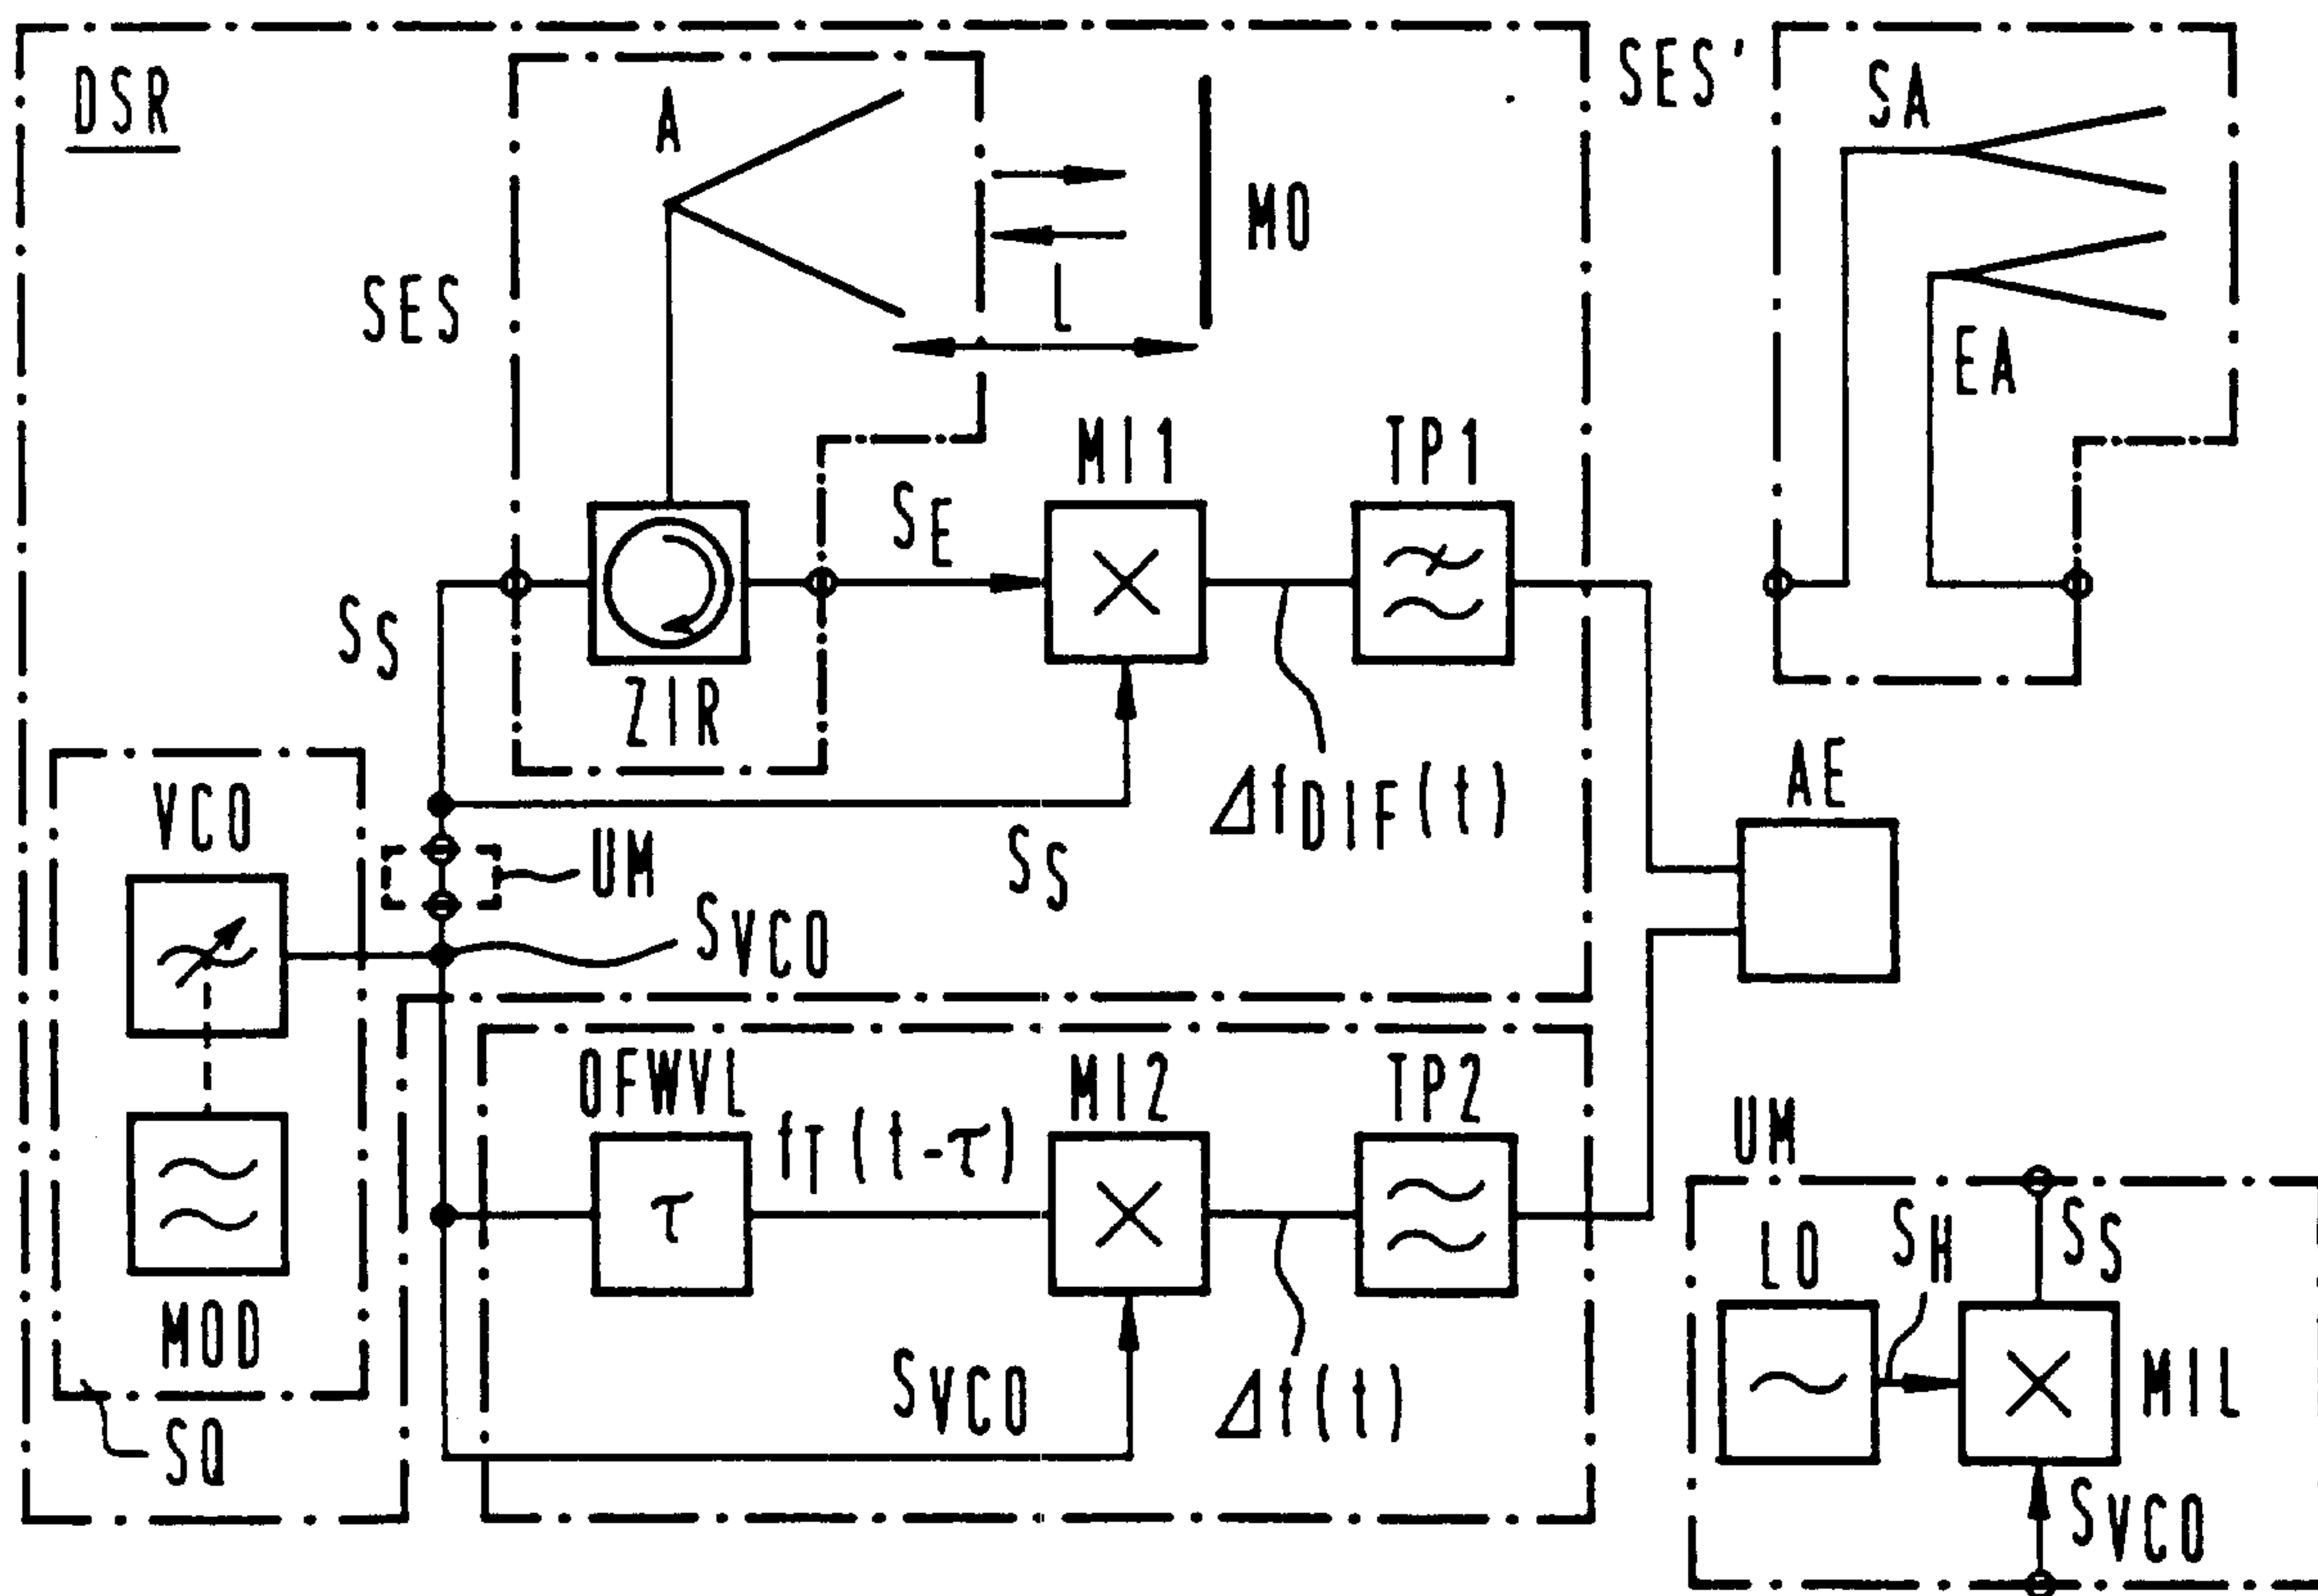 DSR
A
SES'
SA
MO
SES
L
EA
MI1
TP1
SE
SS
ZIR
ΔfDIF(t)
AE
VCO
UM
SS
SVCO
OFWVL
fT(t-τ)
MI2
TP2
UM
τ
LO
SH
SS
MOD
SVCO
Δf(t)
MIL
SQ
SVCO